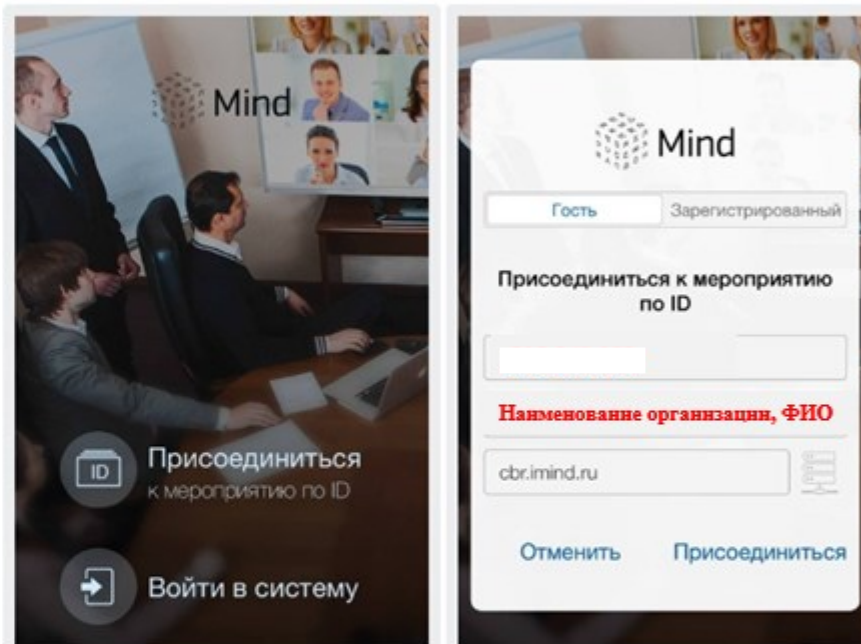 Mind
ID
Присоединиться
к мероприятию по ID
Войти в систему
Mind
Гость
Зарегистрированный
Присоединиться к мероприятию
по ID
Наименование организации, ФИО
cbr.imind.ru
Отменить
Присоединиться